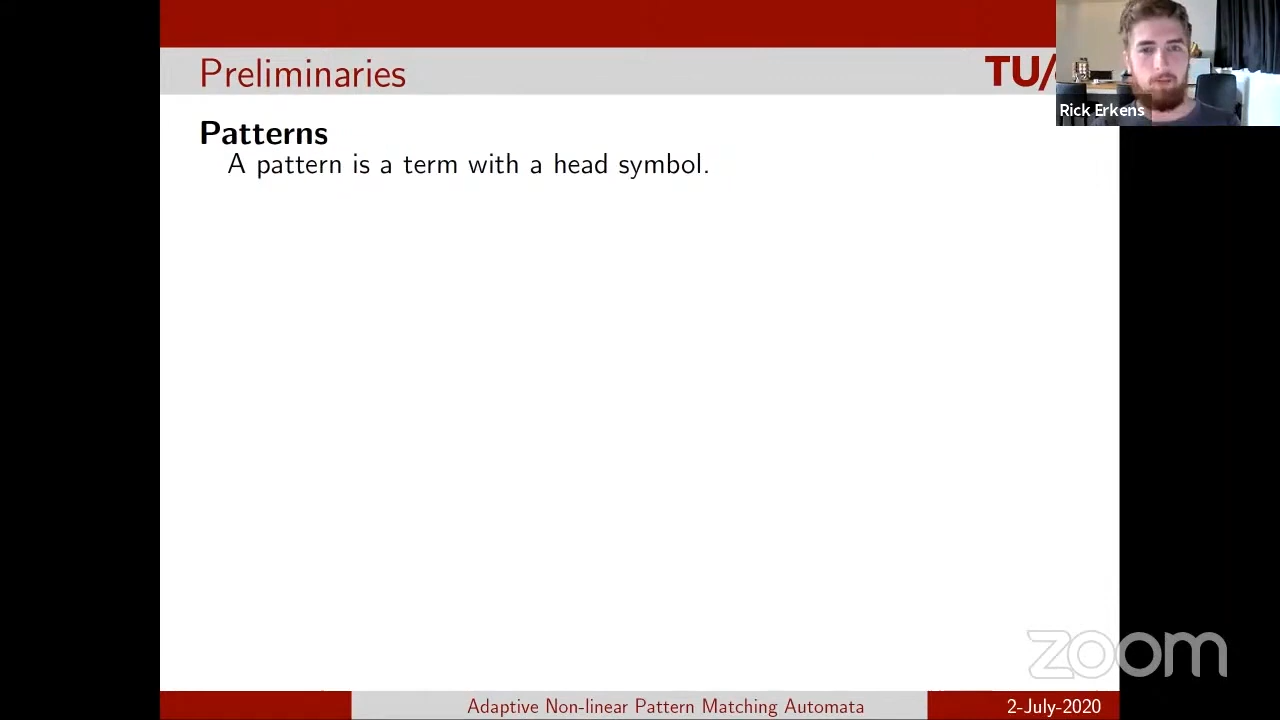 Preliminaries
TU/
Rick Erkens
Patterns
A pattern is a term with a head symbol.
zoom
Adaptive Non-linear Pattern Matching Automata
2-July-2020